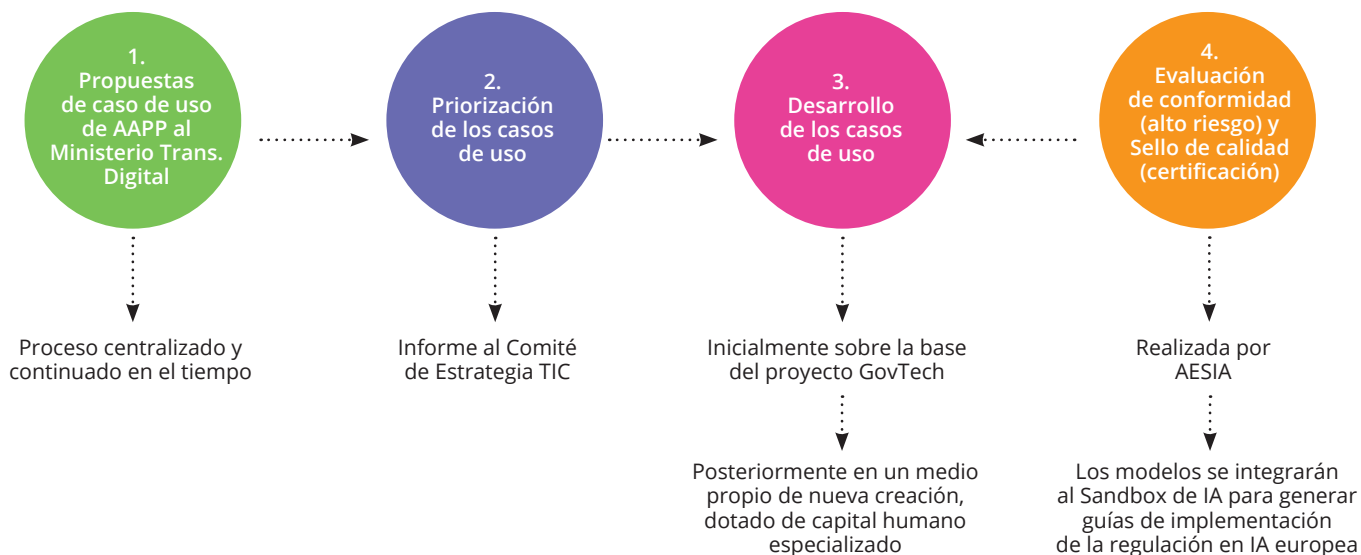 1.
Propuestas
de caso de uso
de AAPP al
Ministerio Trans.
Digital
2.
Priorización
de los casos
de uso
3.
Desarrollo
de los casos
de uso
4.
Evaluación
de conformidad
(alto riesgo) y
Sello de calidad
(certificación)
Proceso centralizado y
continuado en el tiempo
Informe al Comité
de Estrategia TIC
Inicialmente sobre la base
del proyecto GovTech
Realizada por
AESIA
Posteriormente en un medio
propio de nueva creación,
dotado de capital humano
especializado
Los modelos se integrarán
al Sandbox de IA para generar
guías de implementación
de la regulación en IA europea